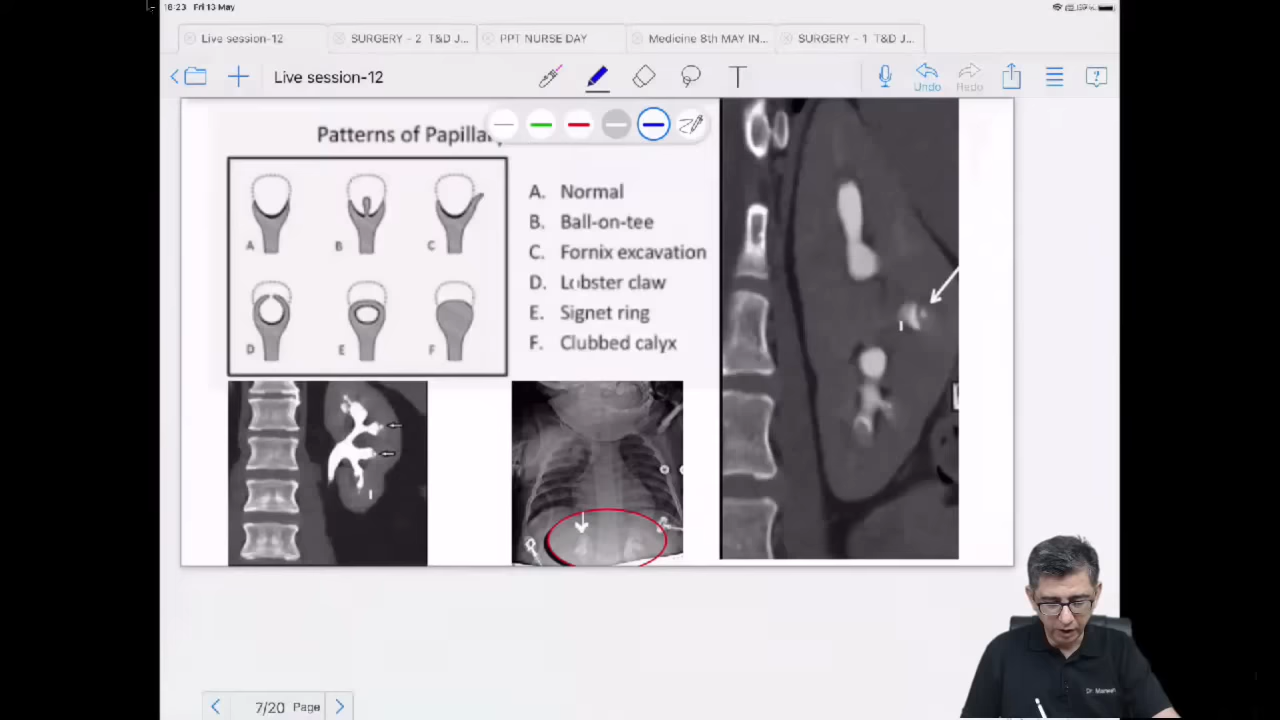 18:23 Fri 13 May
Live session-12
SURGERY - 2 T&D J...
PPT NURSE DAY
Medicine 8th MAY IN...
SURGERY - 1 T&D J...
Live session-12
T
Undo
Redo
?
Patterns of Papillary
A. Normal
B. Ball-on-tee
C. Fornix excavation
D. Lobster claw
E. Signet ring
F. Clubbed calyx
A
B
C
D
E
F
7/20 Page